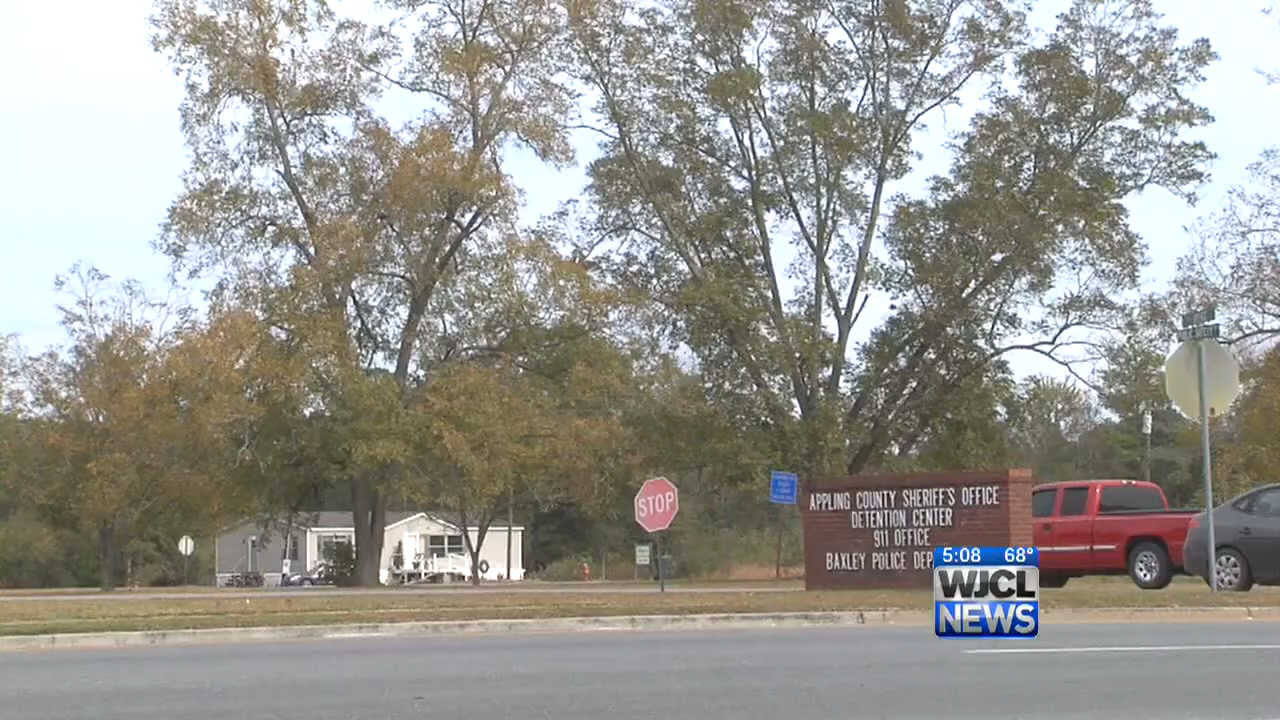 STOP
APPLING COUNTY SHERIFF'S OFFICE
DETENTION CENTER
911 OFFICE
BAXLEY POLICE DEP
5:08 68°
WJCL
NEWS